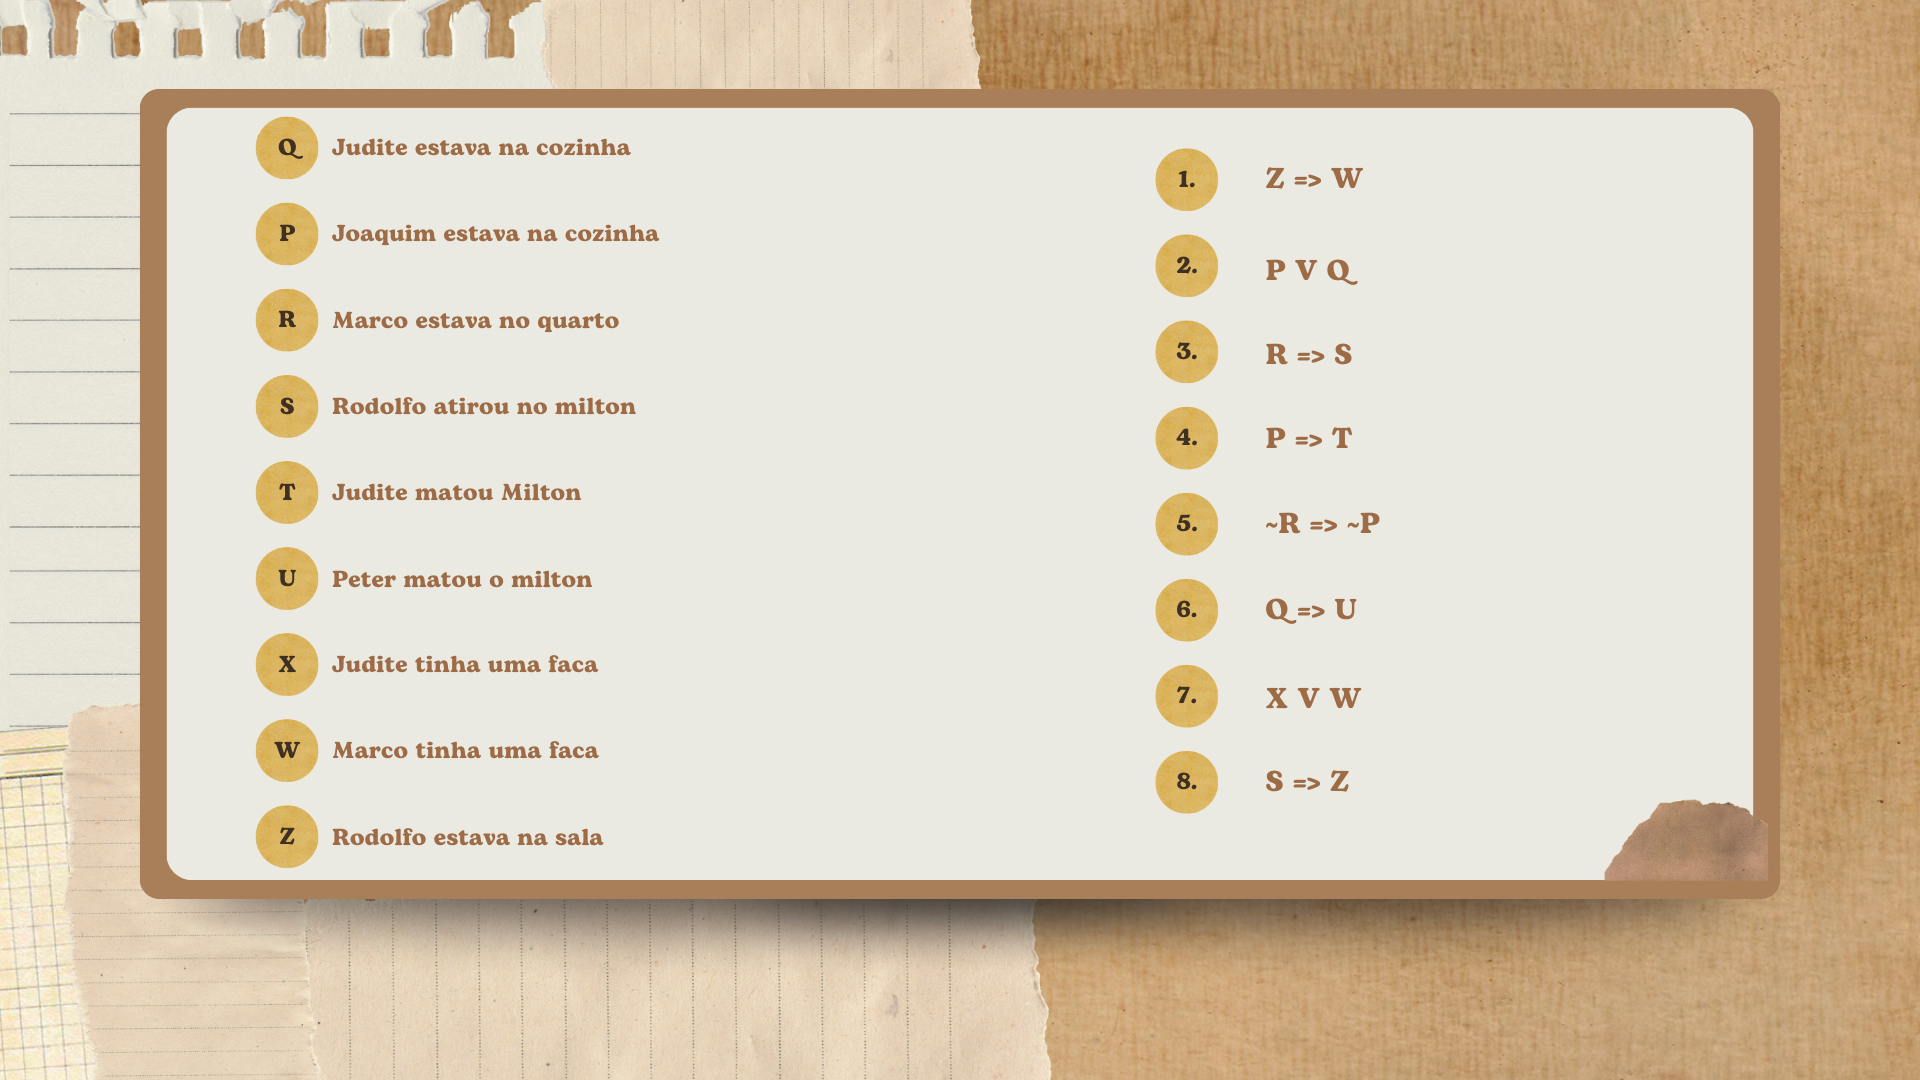 Q Judite estava na cozinha
P Joaquim estava na cozinha
R Marco estava no quarto
S Rodolfo atirou no milton
T Judite matou Milton
U Peter matou o milton
X Judite tinha uma faca
W Marco tinha uma faca
Z Rodolfo estava na sala
1. Z => W
2. P V Q
3. R => S
4. P => T
5. ~R => ~P
6. Q => U
7. X V W
8. S => Z